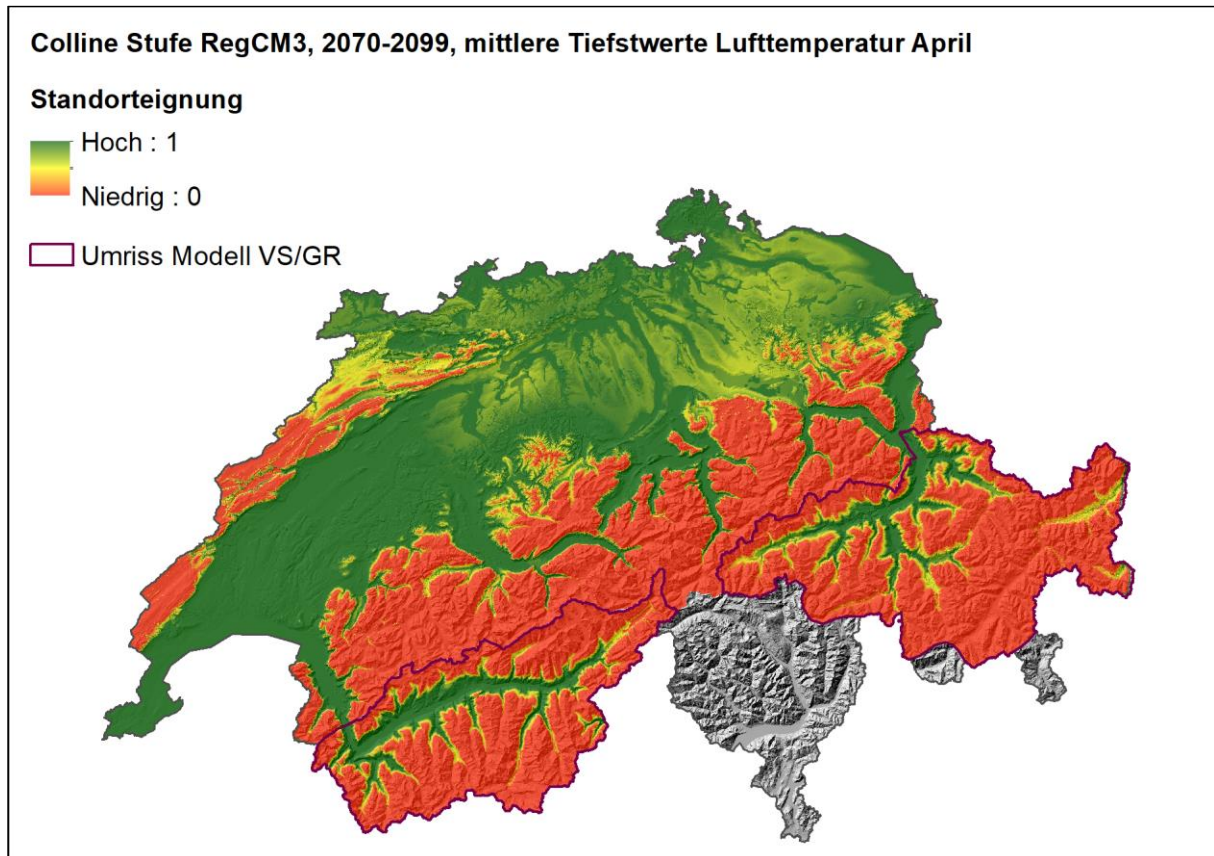 Colline Stufe RegCM3, 2070-2099, mittlere Tiefstwerte Lufttemperatur April
Standorteignung
Hoch : 1
Niedrig : 0
Umriss Modell VS/GR